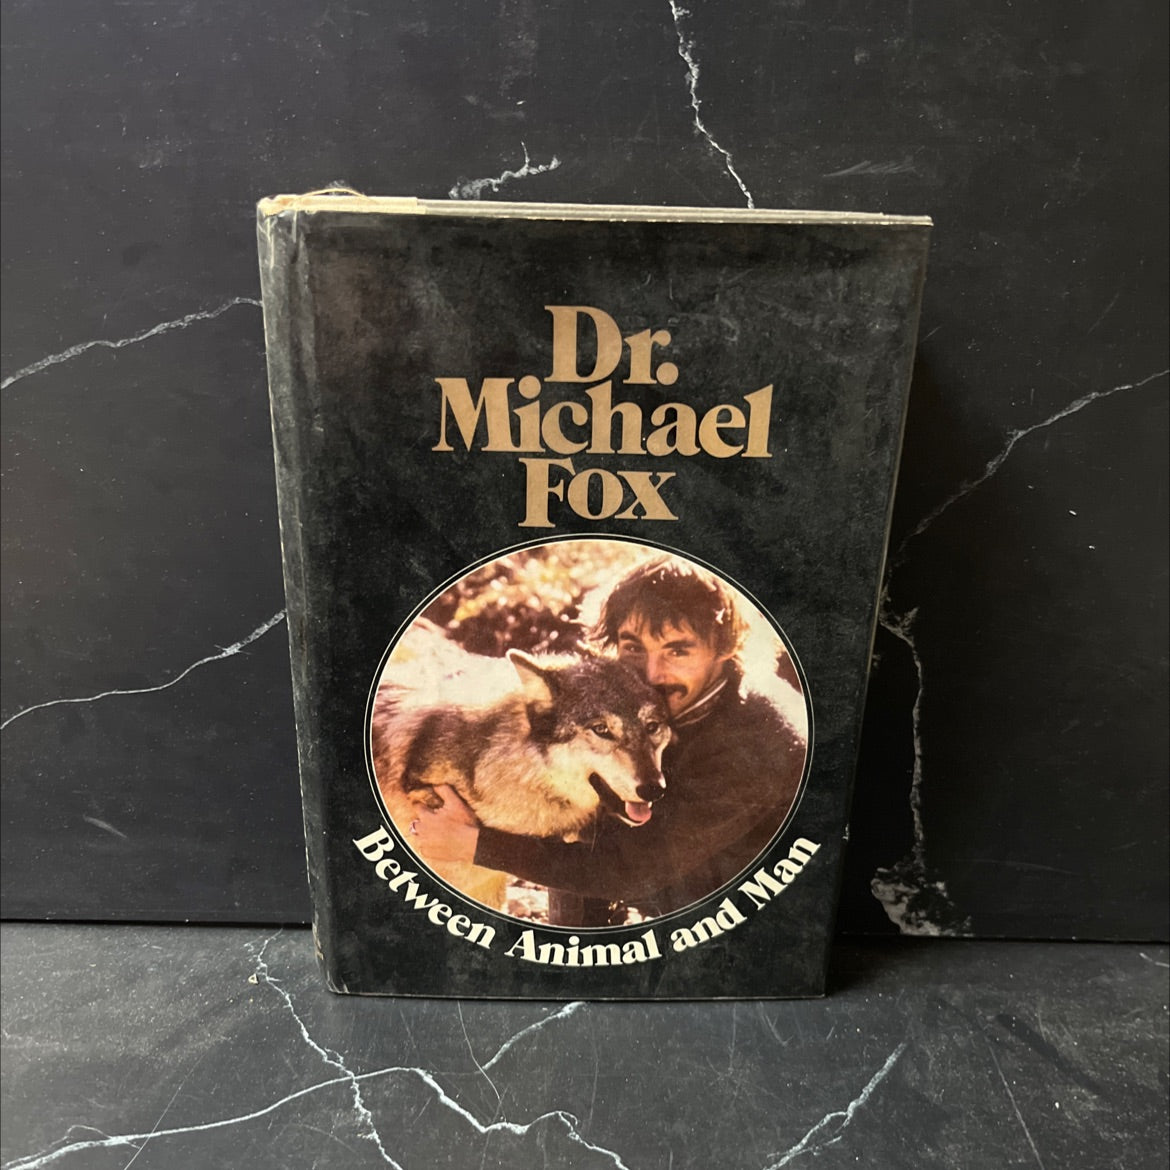 Dr.
Michael
Fox
Between Animal and Man